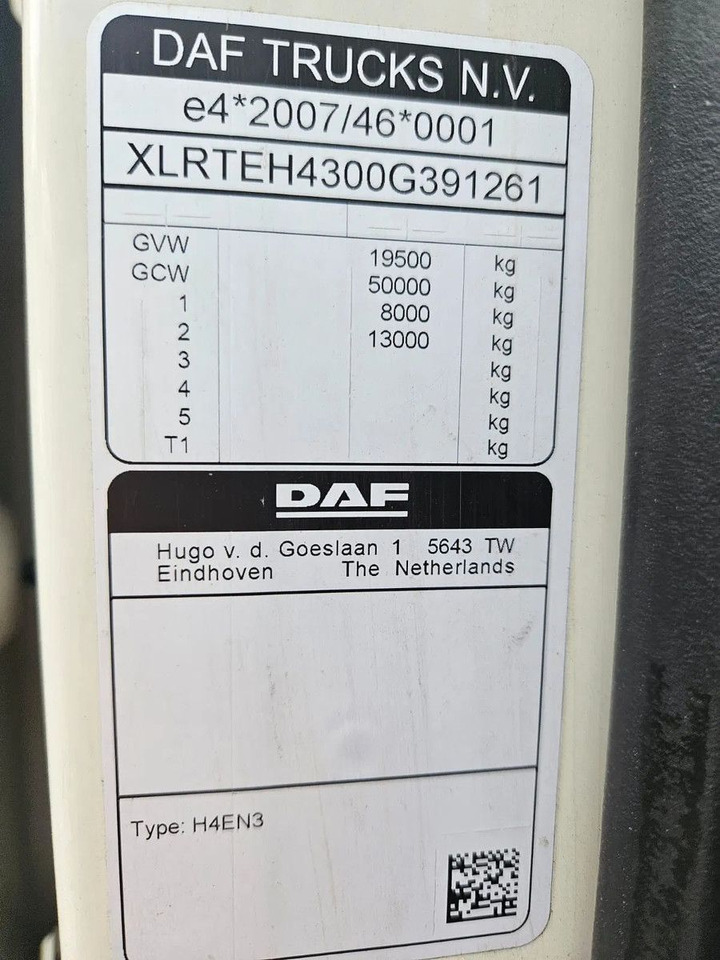 DAF TRUCKS N.V.
e4*2007/46*0001
XLRTEH4300G391261
GVW 19500 kg
GCW 50000 kg
1 8000 kg
2 13000 kg
3 kg
4 kg
5 kg
T1 kg
DAF
Hugo v. d. Goeslaan 1 5643 TW
Eindhoven The Netherlands
Type: H4EN3